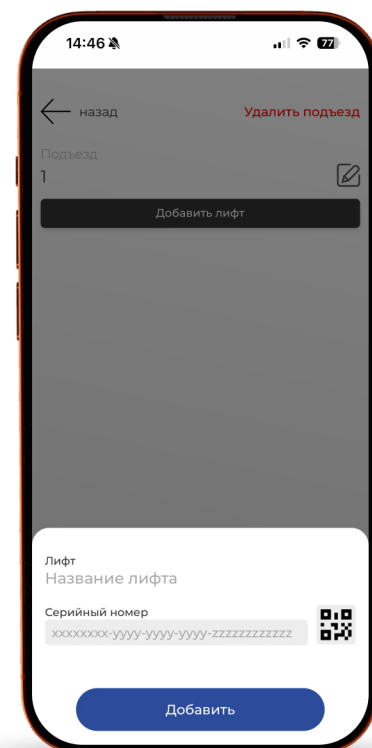 14:46
77
назад
Удалить подъезд
Подъезд
1
Добавить лифт
Лифт
Название лифта
Серийный номер
xxxxxxxx-yyyy-yyyy-yyyy-zzzzzzzzzzzz
Добавить